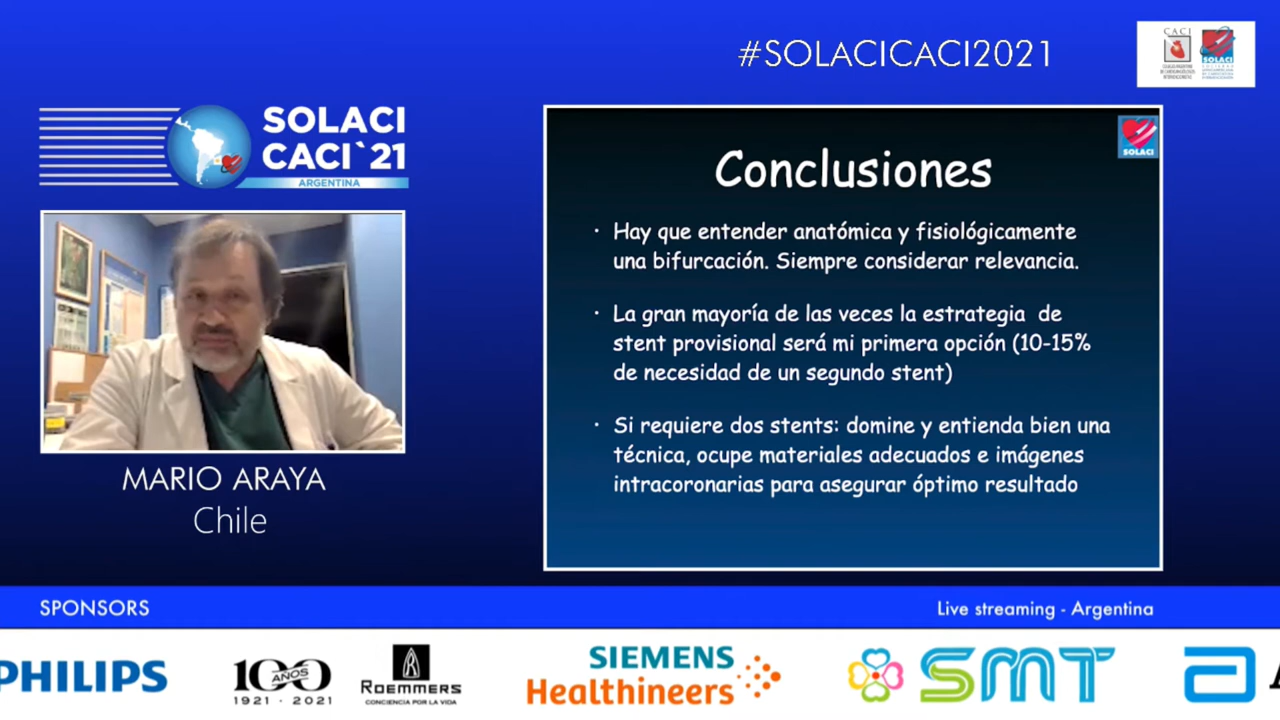 #SOLACICACI2021
CACI
SOLACI
SOLACI
CACI`21
ARGENTINA
SOLACI
Conclusiones
· Hay que entender anatómica y fisiológicamente
una bifurcación. Siempre considerar relevancia.
· La gran mayoría de las veces la estrategia de
stent provisional será mi primera opción (10-15%
de necesidad de un segundo stent)
· Si requiere dos stents: domine y entienda bien una
técnica, ocupe materiales adecuados e imágenes
intracoronarias para asegurar óptimo resultado
MARIO ARAYA
Chile
SPONSORS
Live streaming - Argentina
PHILIPS
100
AÑOS
1921 - 2021
ROEMMERS
CONCIENCIA POR LA VIDA
SIEMENS
Healthineers
SMT